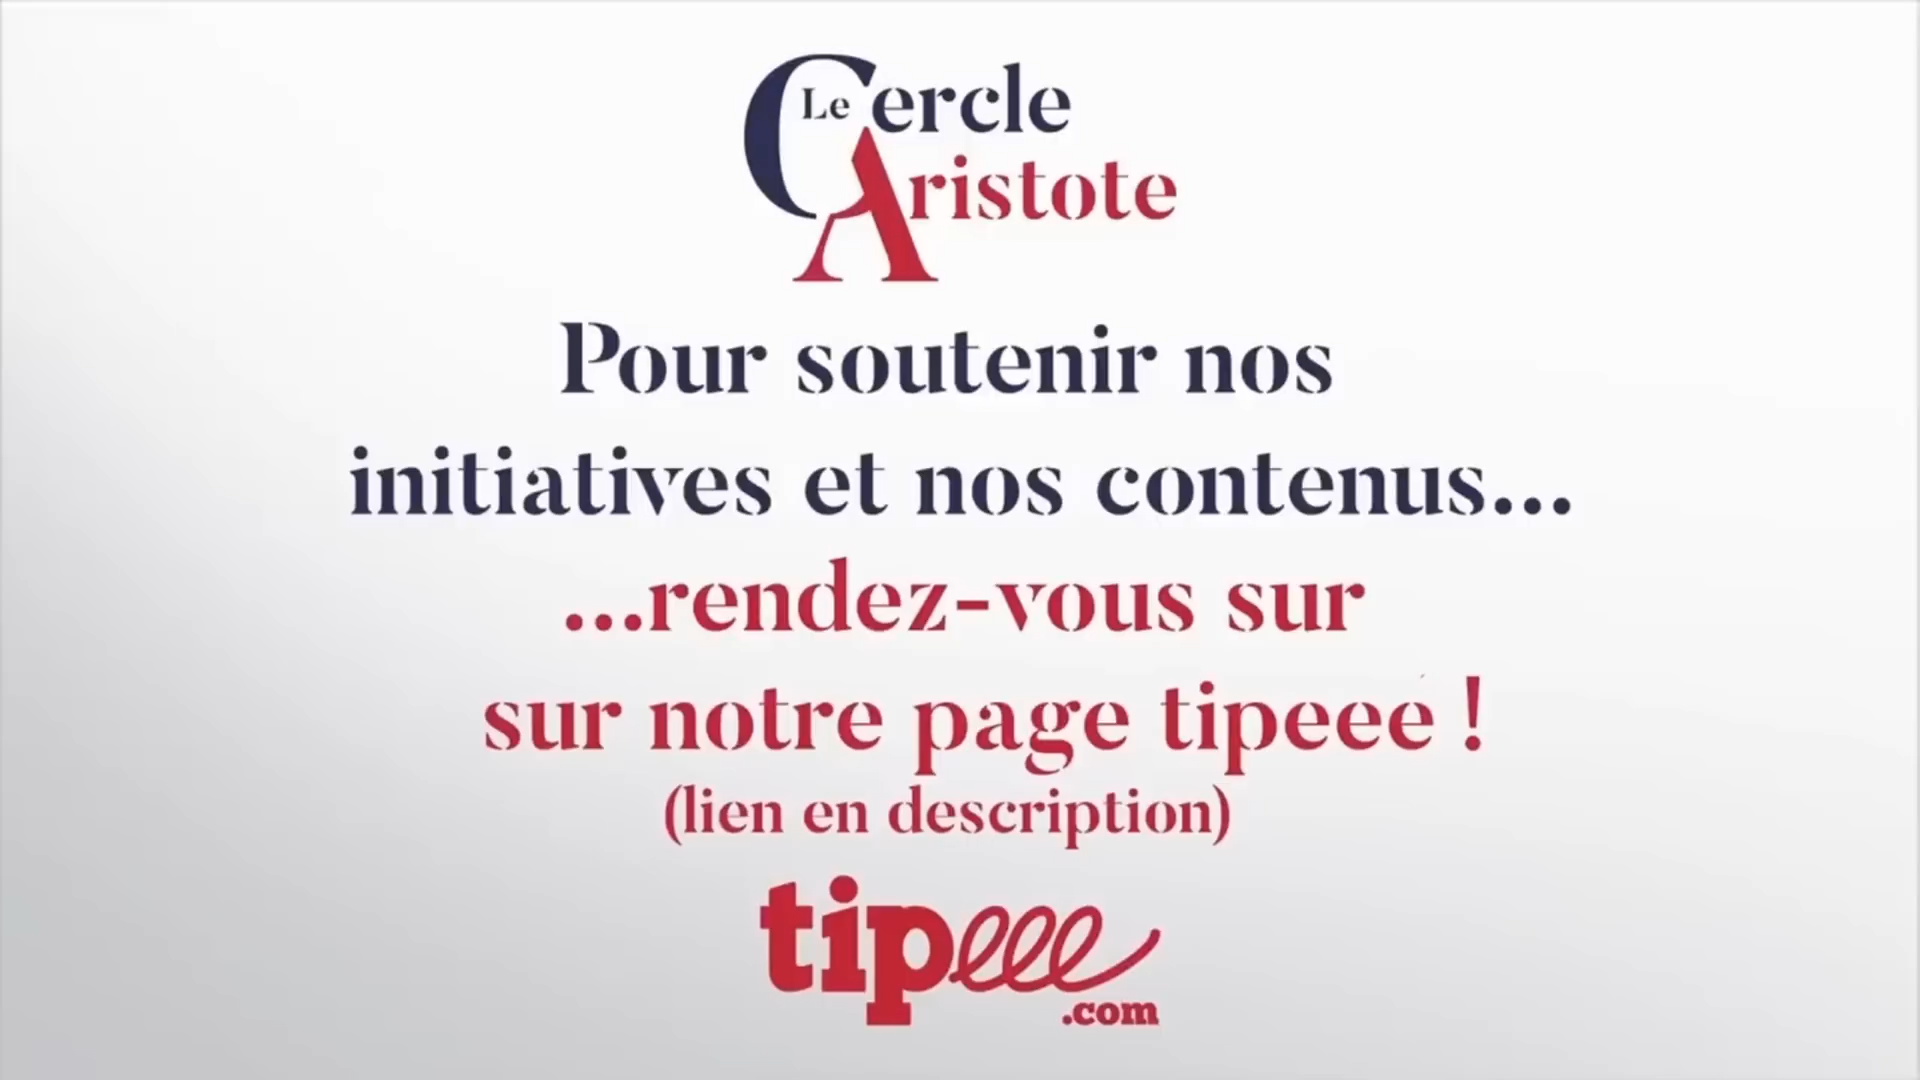 Le Cercle
Aristote
Pour soutenir nos
initiatives et nos contenus...
...rendez-vous sur
sur notre page tipeee !
(lien en description)
tipeee
.com